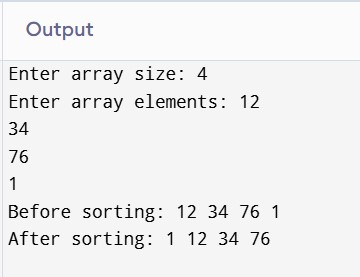 Output
Enter array size: 4
Enter array elements: 12
34
76
1
Before sorting: 12 34 76 1
After sorting: 1 12 34 76